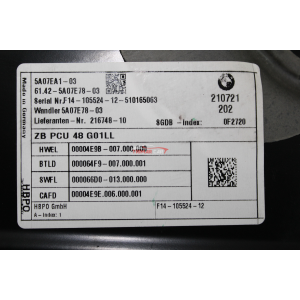 5A07EA1-03
61.42-5A07E78-03
Serial Nr.F14-105524-12-510165063
Wandler 5A07E78-03
Lieferanten-Nr. 216748-10
210721
202
SGDB -Index: 0F2720
Made in Germany
ZB PCU 48 G01LL
HWEL 00004E9B-007.000.000
BTLD 000064F9-007.000.001
SWFL 000066D0-013.000.000
CAFD 00004E9E.006.000.001
HBPO
HBPO GmbH
A-Index: 1
F14-105524-12